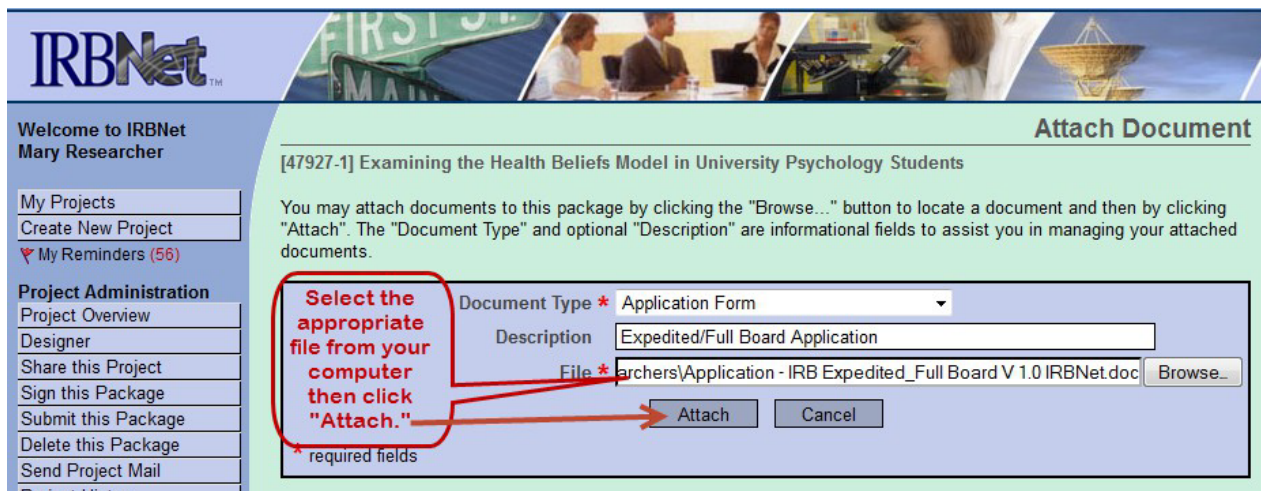 IRBNet™
FIRST ST.
MAIN
Welcome to IRBNet
Mary Researcher
My Projects
Create New Project
My Reminders (56)
Project Administration
Project Overview
Designer
Share this Project
Sign this Package
Submit this Package
Delete this Package
Send Project Mail
Attach Document
[47927-1] Examining the Health Beliefs Model in University Psychology Students
You may attach documents to this package by clicking the "Browse..." button to locate a document and then by clicking
"Attach". The "Document Type" and optional "Description" are informational fields to assist you in managing your attached
documents.
Select the
appropriate
file from your
computer
then click
"Attach."
Document Type * Application Form
Description Expedited/Full Board Application
File * archers\Application - IRB Expedited_Full Board V 1.0 IRBNet.doc Browse...
Attach Cancel
* required fields